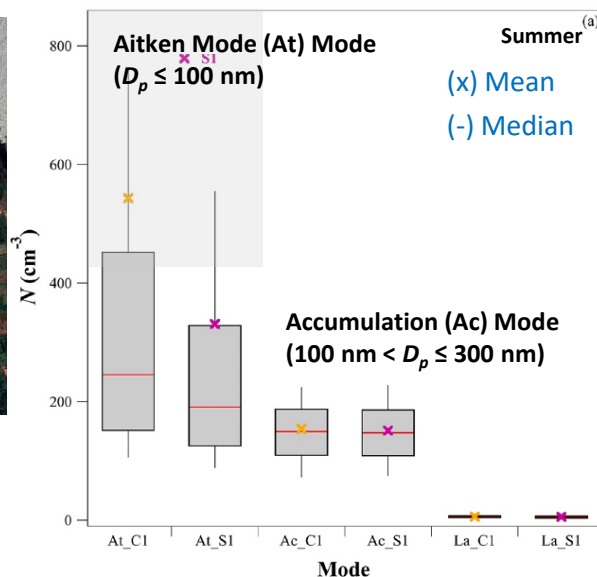 (a)
Summer
Aitken Mode (At) Mode
(Dp ≤ 100 nm)
S1
(x) Mean
(-) Median
Accumulation (Ac) Mode
(100 nm < Dp ≤ 300 nm)
N (cm-3)
800
600
400
200
0
At_C1 At_S1 Ac_C1 Ac_S1 La_C1 La_S1
Mode